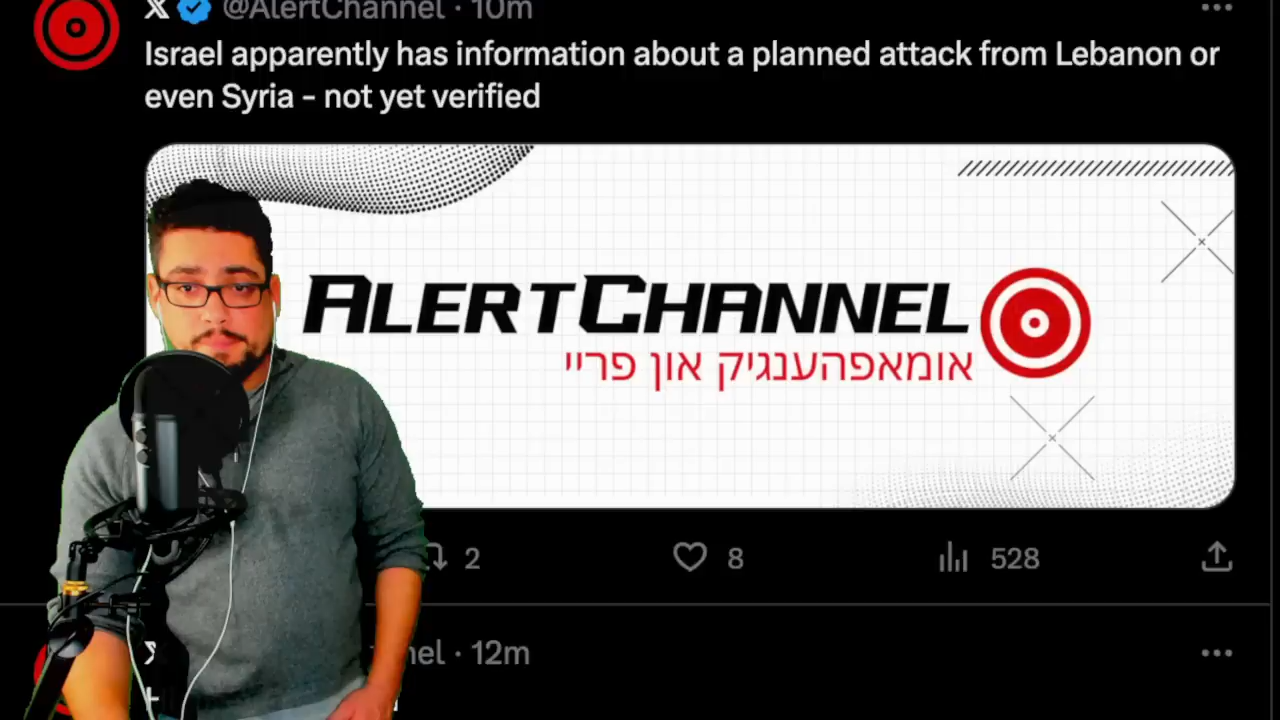 @AlertChannel · 10m
Israel apparently has information about a planned attack from Lebanon or
even Syria - not yet verified
ALERTCHANNEL
אומאפהענגיק און פריי
2
8
528
nel · 12m